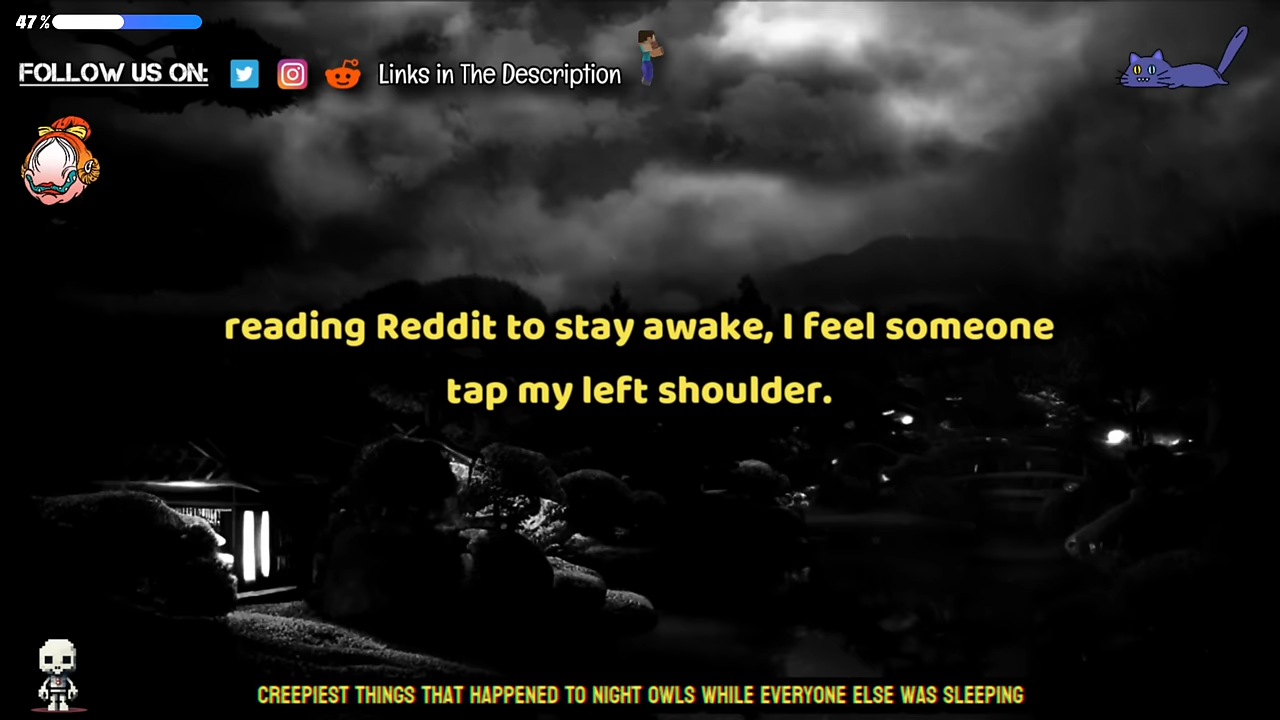 47%
FOLLOW US ON: Links in The Description
reading Reddit to stay awake, I feel someone
tap my left shoulder.
CREEPIEST THINGS THAT HAPPENED TO NIGHT OWLS WHILE EVERYONE ELSE WAS SLEEPING